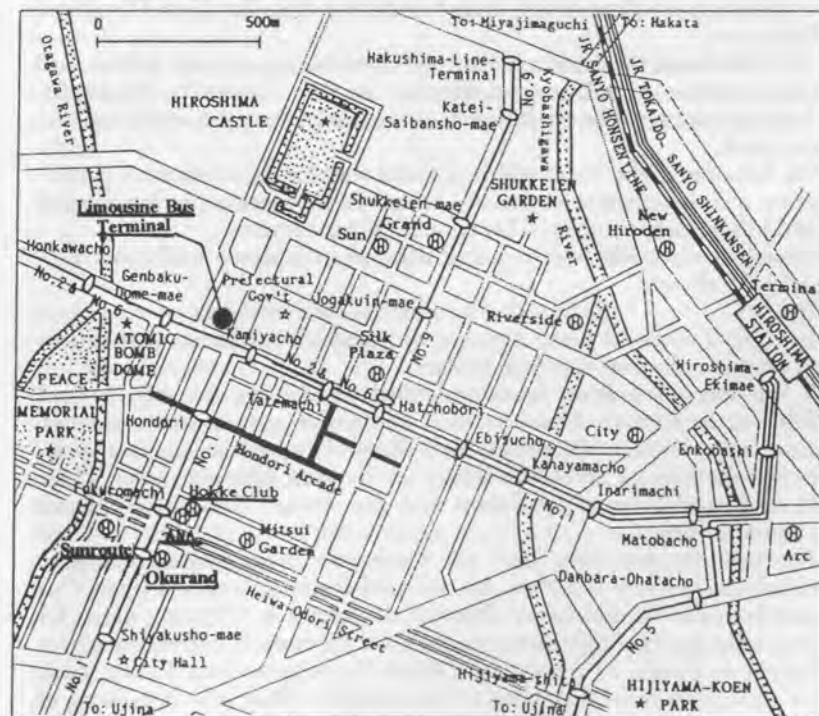 0 500m
To: Miyajimaguchi
To: Hakata
Otagawa River
Hakushima-Line-
Terminal
No.9
Kyobashigawa
River
JR SANYO HONSEN LINE
JR TOKAIDO- SANYO SHINKANSEN
HIROSHIMA
CASTLE
Katei-
Saibansho-mae
SHUKKEIEN
GARDEN
Limousine Bus
Terminal
Shukkeien-mae
Grand
Sun
New
Hiroden
Honkawacho
Genbaku-
Dome-mae
Prefectural
Gov't
Jogakuin-mae
Terminal
No.2 &
No.6
ATOMIC
BOMB
DOME
Kamiyacho
Silk
Plaza
No.9
Riverside
HIROSHIMA
STATION
PEACE
MEMORIAL
PARK
No.2 &
No.6
Tatemachi
Hatchobori
Hiroshima-
Ekimae
Hondori
No.1
Hondori Arcade
Ebisucho
City
Kanayamacho
Enkobashi
Fukuromachi
Hokke Club
No.1
Inarimachi
Sunroute
ANA
Mitsui
Garden
Matobacho
Arc
Okurand
Danbara-Ohatacho
Heiwa-Odori Street
No.5
Shiyakusho-mae
City Hall
No.1
To: Ujina
Hijiyama-shita
To: Ujina
HIJIYAMA-KOEN
PARK